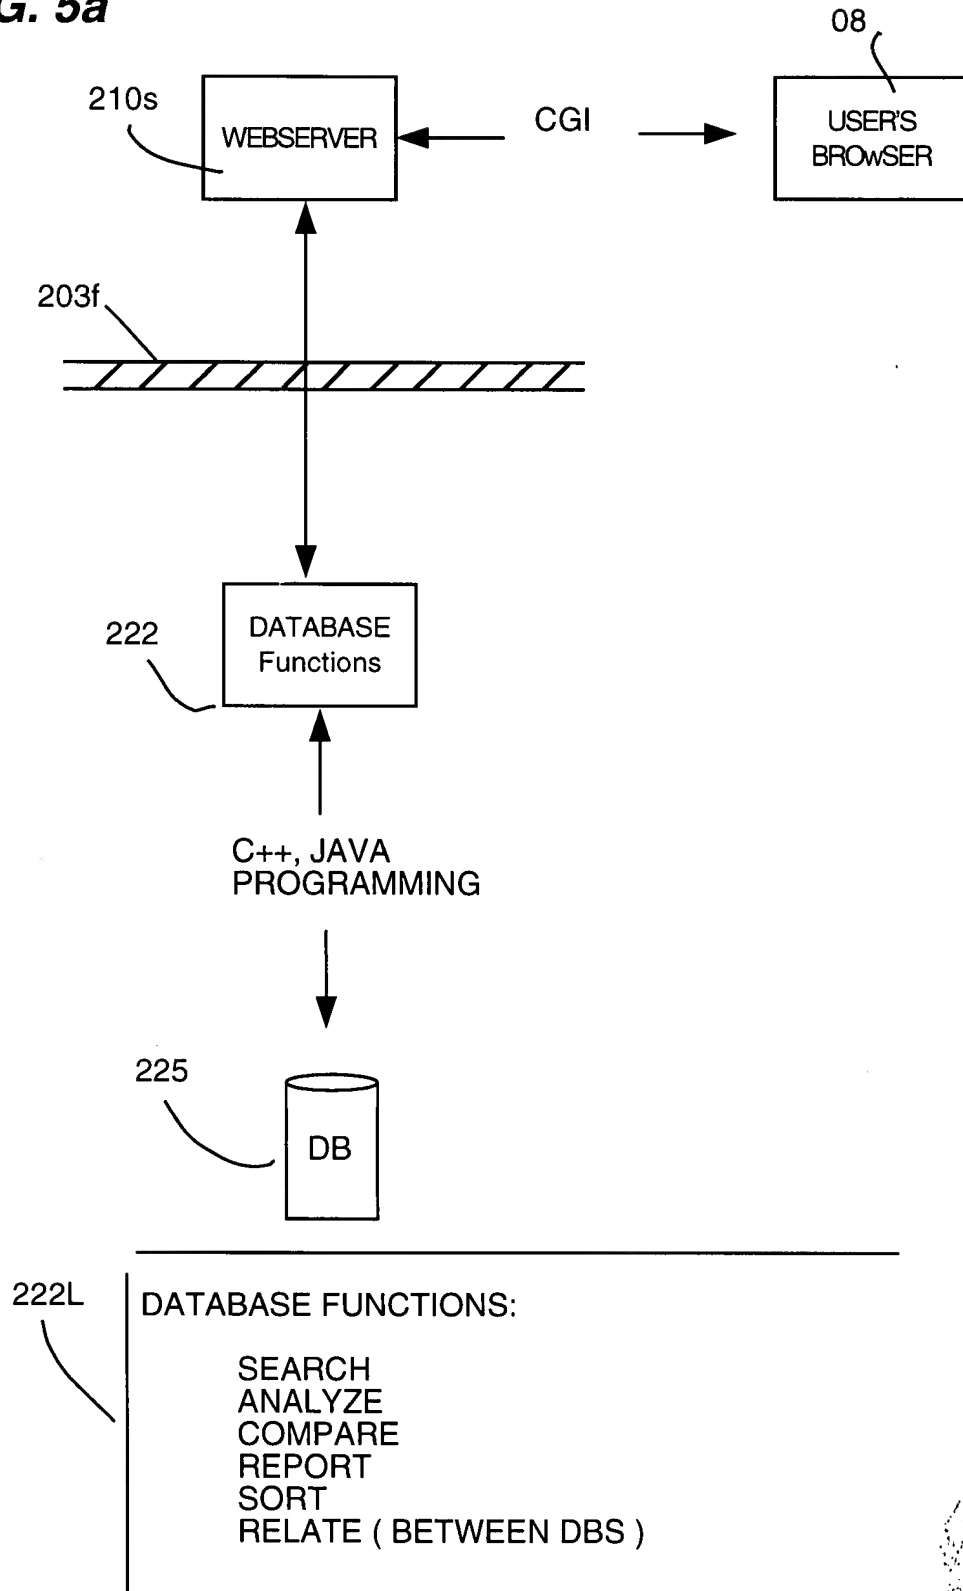 G. 5a
08
210s
WEBSERVER
CGI
USER'S
BROwSER
203f
222
DATABASE
Functions
C++, JAVA
PROGRAMMING
225
DB
222L
DATABASE FUNCTIONS:
SEARCH
ANALYZE
COMPARE
REPORT
SORT
RELATE ( BETWEEN DBS )